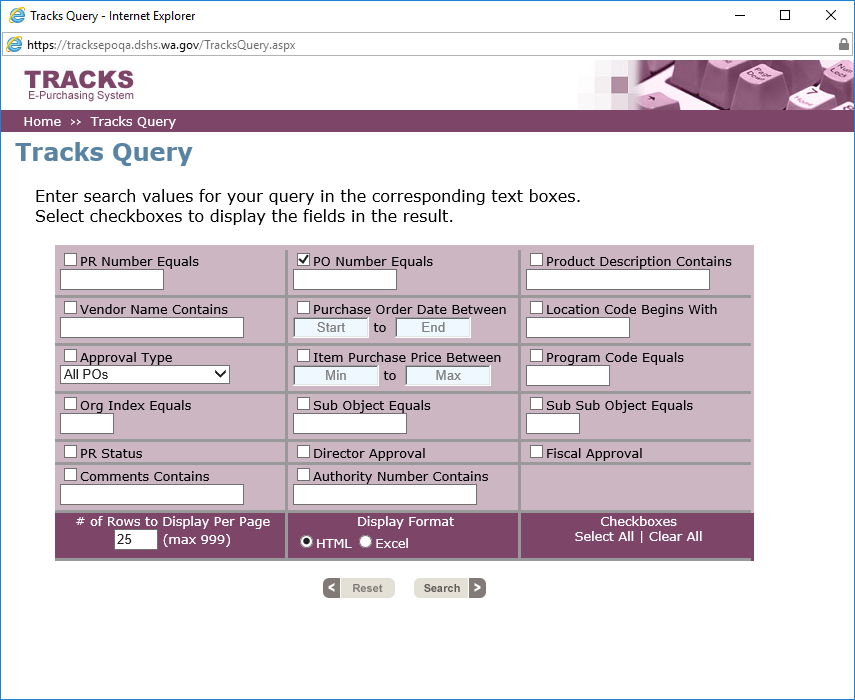 Tracks Query - Internet Explorer
https://tracksepoqa.dshs.wa.gov/TracksQuery.aspx
TRACKS
E-Purchasing System
Page Down
Num Lock
7
Home
Home >> Tracks Query
Tracks Query
Enter search values for your query in the corresponding text boxes.
Select checkboxes to display the fields in the result.
PR Number Equals
PO Number Equals
Product Description Contains
Vendor Name Contains
Purchase Order Date Between
Start to End
Location Code Begins With
Approval Type
All POs
Item Purchase Price Between
Min to Max
Program Code Equals
Org Index Equals
Sub Object Equals
Sub Sub Object Equals
PR Status
Director Approval
Fiscal Approval
Comments Contains
Authority Number Contains
# of Rows to Display Per Page
25 (max 999)
Display Format
HTML Excel
Checkboxes
Select All | Clear All
< Reset
Search >